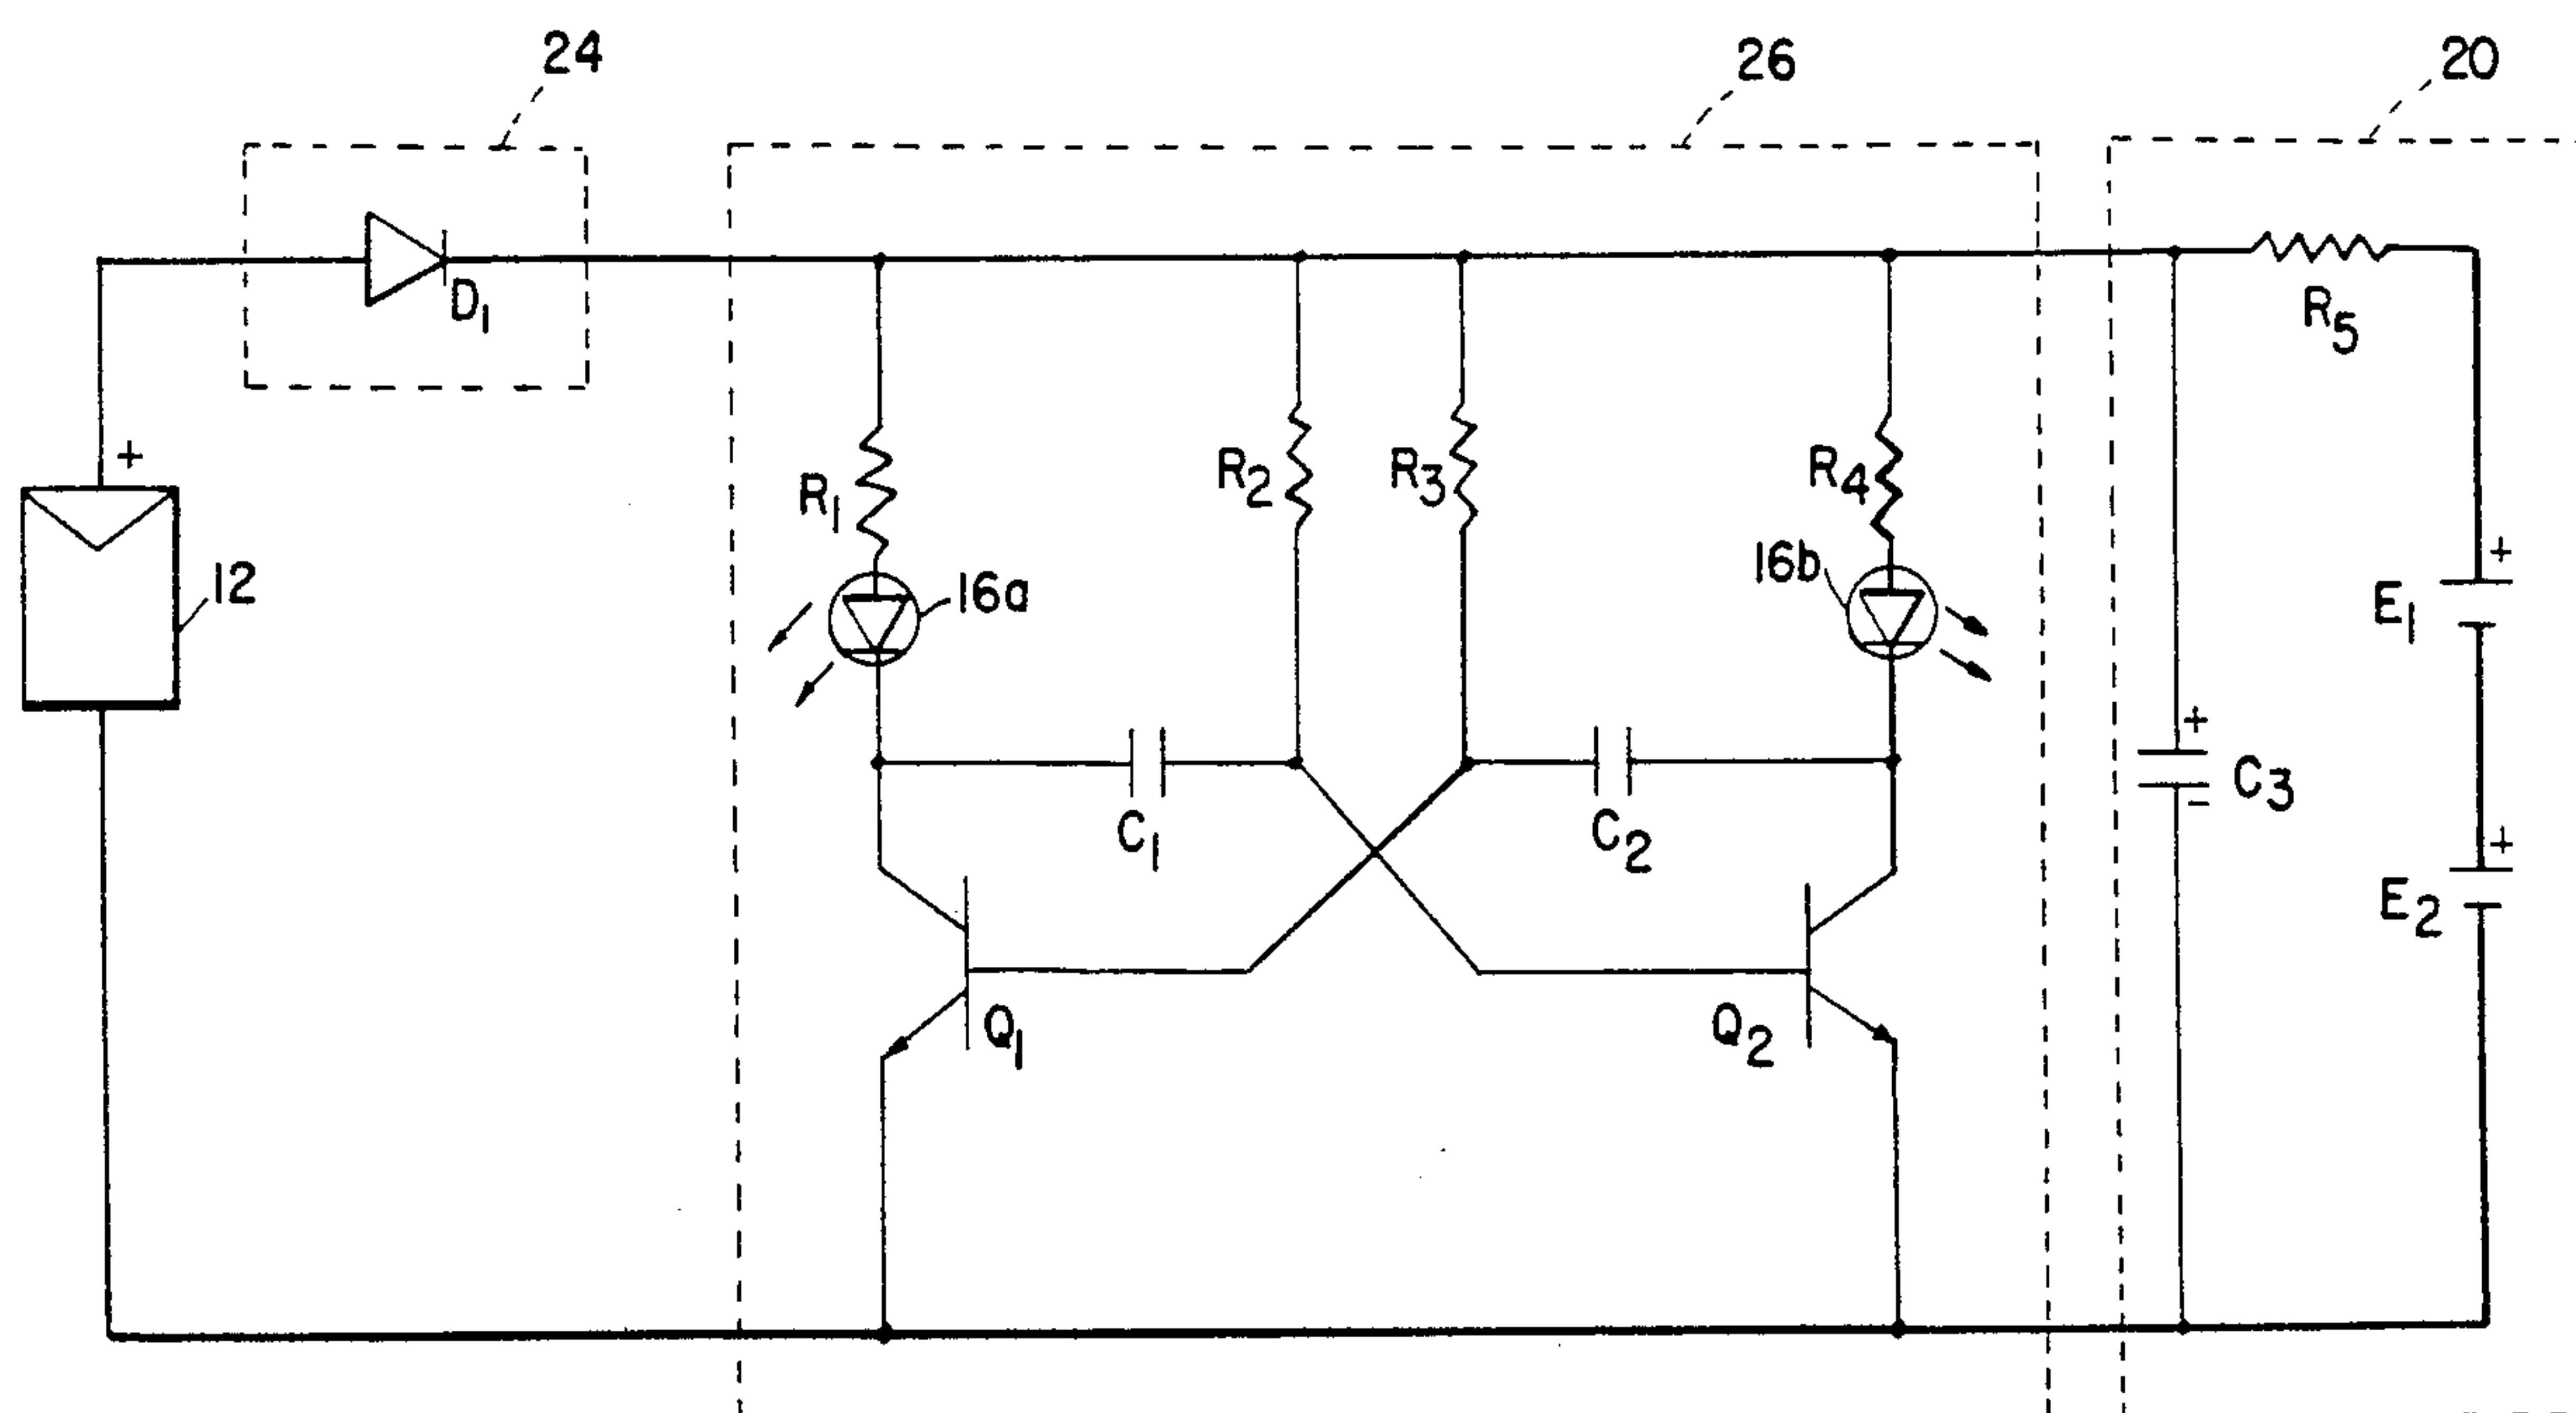 24
26
20
D1
R5
+
R1
R2
R3
R4
12
16a
16b
+
E1
+
-
C3
C1
C2
+
E2
Q1
Q2